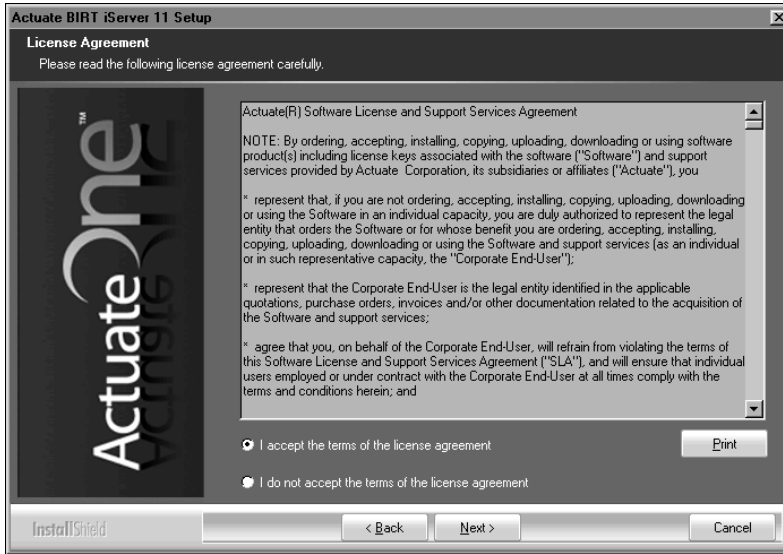 Actuate BIRT iServer 11 Setup
License Agreement
Please read the following license agreement carefully.
ActuateOne™
Actuate(R) Software License and Support Services Agreement
NOTE: By ordering, accepting, installing, copying, uploading, downloading or using software
product(s) including license keys associated with the software ("Software") and support
services provided by Actuate  Corporation, its subsidiaries or affiliates ("Actuate"), you
*  represent that, if you are not ordering, accepting, installing, copying, uploading, downloading
or using the Software in an individual capacity, you are duly authorized to represent the legal
entity that orders the Software or for whose benefit you are ordering, accepting, installing,
copying, uploading, downloading or using the Software and support services (as an individual
or in such representative capacity, the "Corporate End-User");
*  represent that the Corporate End-User is the legal entity identified in the applicable
quotations, purchase orders, invoices and/or other documentation related to the acquisition of
the Software and support services;
*  agree that you, on behalf of the Corporate End-User, will refrain from violating the terms of
this Software License and Support Services Agreement ("SLA"), and will ensure that individual
users employed or under contract with the Corporate End-User at all times comply with the
terms and conditions herein; and
I accept the terms of the license agreement
Print
I do not accept the terms of the license agreement
InstallShield
< Back
Next >
Cancel